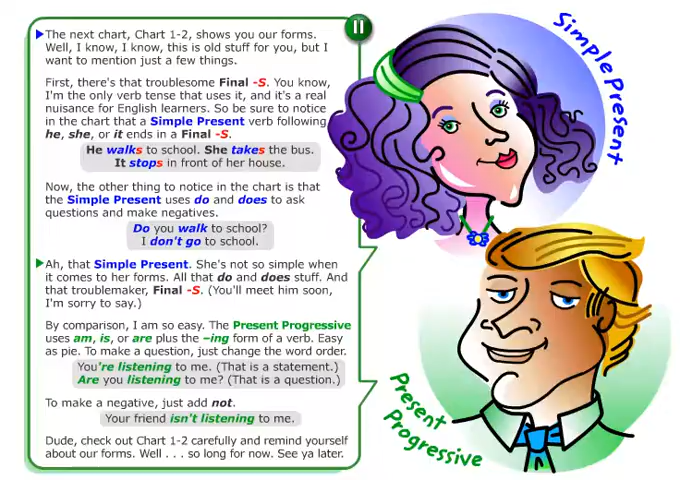 II
The next chart, Chart 1-2, shows you our forms.
Well, I know, I know, this is old stuff for you, but I
want to mention just a few things.
First, there's that troublesome Final -S. You know,
I'm the only verb tense that uses it, and it's a real
nuisance for English learners. So be sure to notice
in the chart that a Simple Present verb following
he, she, or it ends in a Final -S.
He walks to school. She takes the bus.
It stops in front of her house.
Now, the other thing to notice in the chart is that
the Simple Present uses do and does to ask
questions and make negatives.
Do you walk to school?
I don't go to school.
Ah, that Simple Present. She's not so simple when
it comes to her forms. All that do and does stuff. And
that troublemaker, Final -S. (You'll meet him soon,
I'm sorry to say.)
By comparison, I am so easy. The Present Progressive
uses am, is, or are plus the –ing form of a verb. Easy
as pie. To make a question, just change the word order.
You're listening to me. (That is a statement.)
Are you listening to me? (That is a question.)
To make a negative, just add not.
Your friend isn't listening to me.
Dude, check out Chart 1-2 carefully and remind yourself
about our forms. Well . . . so long for now. See ya later.
Simple Present
Present
Progressive